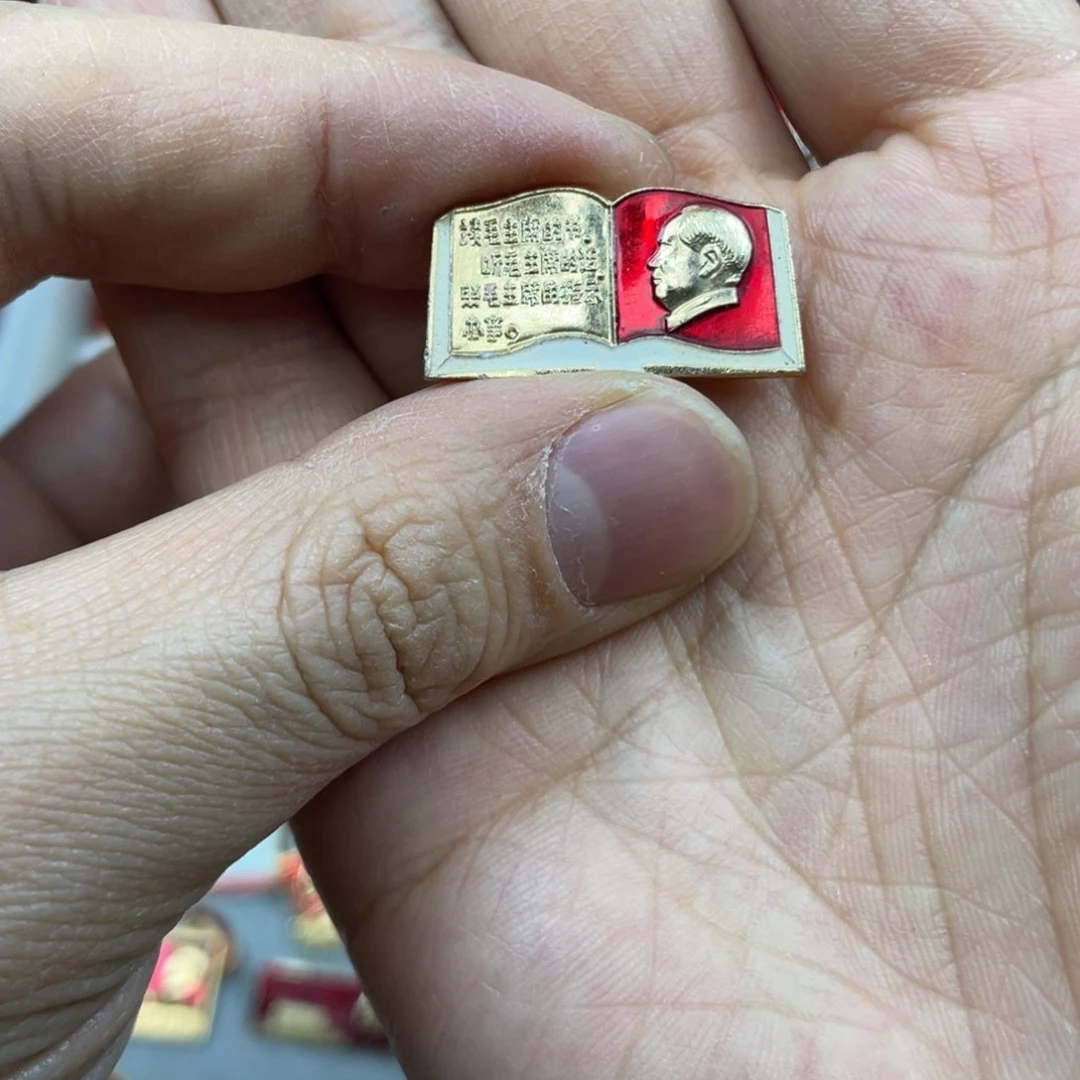 读毛主席的书，
听毛主席的话，
照毛主席的指示
办事。